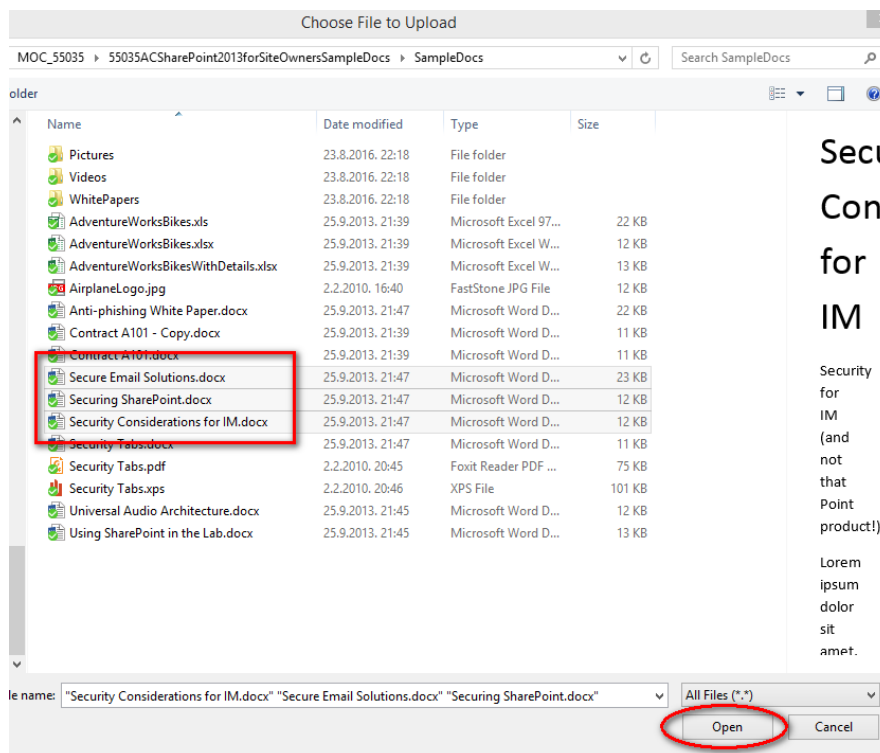 Choose File to Upload
MOC_55035 55035ACSharePoint2013forSiteOwnersSampleDocs SampleDocs Search SampleDocs
older
Name Date modified Type Size
Pictures 23.8.2016. 22:18 File folder
Videos 23.8.2016. 22:18 File folder
WhitePapers 23.8.2016. 22:18 File folder
AdventureWorksBikes.xls 25.9.2013. 21:39 Microsoft Excel 97... 22 KB
AdventureWorksBikes.xlsx 25.9.2013. 21:39 Microsoft Excel W... 12 KB
AdventureWorksBikesWithDetails.xlsx 25.9.2013. 21:39 Microsoft Excel W... 13 KB
AirplaneLogo.jpg 2.2.2010. 16:40 FastStone JPG File 12 KB
Anti-phishing White Paper.docx 25.9.2013. 21:47 Microsoft Word D... 22 KB
Contract A101 - Copy.docx 25.9.2013. 21:39 Microsoft Word D... 11 KB
Contract A101.docx 25.9.2013. 21:39 Microsoft Word D... 11 KB
Secure Email Solutions.docx 25.9.2013. 21:47 Microsoft Word D... 23 KB
Securing SharePoint.docx 25.9.2013. 21:47 Microsoft Word D... 12 KB
Security Considerations for IM.docx 25.9.2013. 21:47 Microsoft Word D... 12 KB
Security Tabs.docx 25.9.2013. 21:47 Microsoft Word D... 11 KB
Security Tabs.pdf 2.2.2010. 20:45 Foxit Reader PDF ... 75 KB
Security Tabs.xps 2.2.2010. 20:46 XPS File 101 KB
Universal Audio Architecture.docx 25.9.2013. 21:45 Microsoft Word D... 12 KB
Using SharePoint in the Lab.docx 25.9.2013. 21:45 Microsoft Word D... 13 KB
Secu
Con
for
IM
Security
for
IM
(and
not
that
Point
product!)
Lorem
ipsum
dolor
sit
amet,
le name: "Security Considerations for IM.docx" "Secure Email Solutions.docx" "Securing SharePoint.docx" All Files (*.*)
Open Cancel